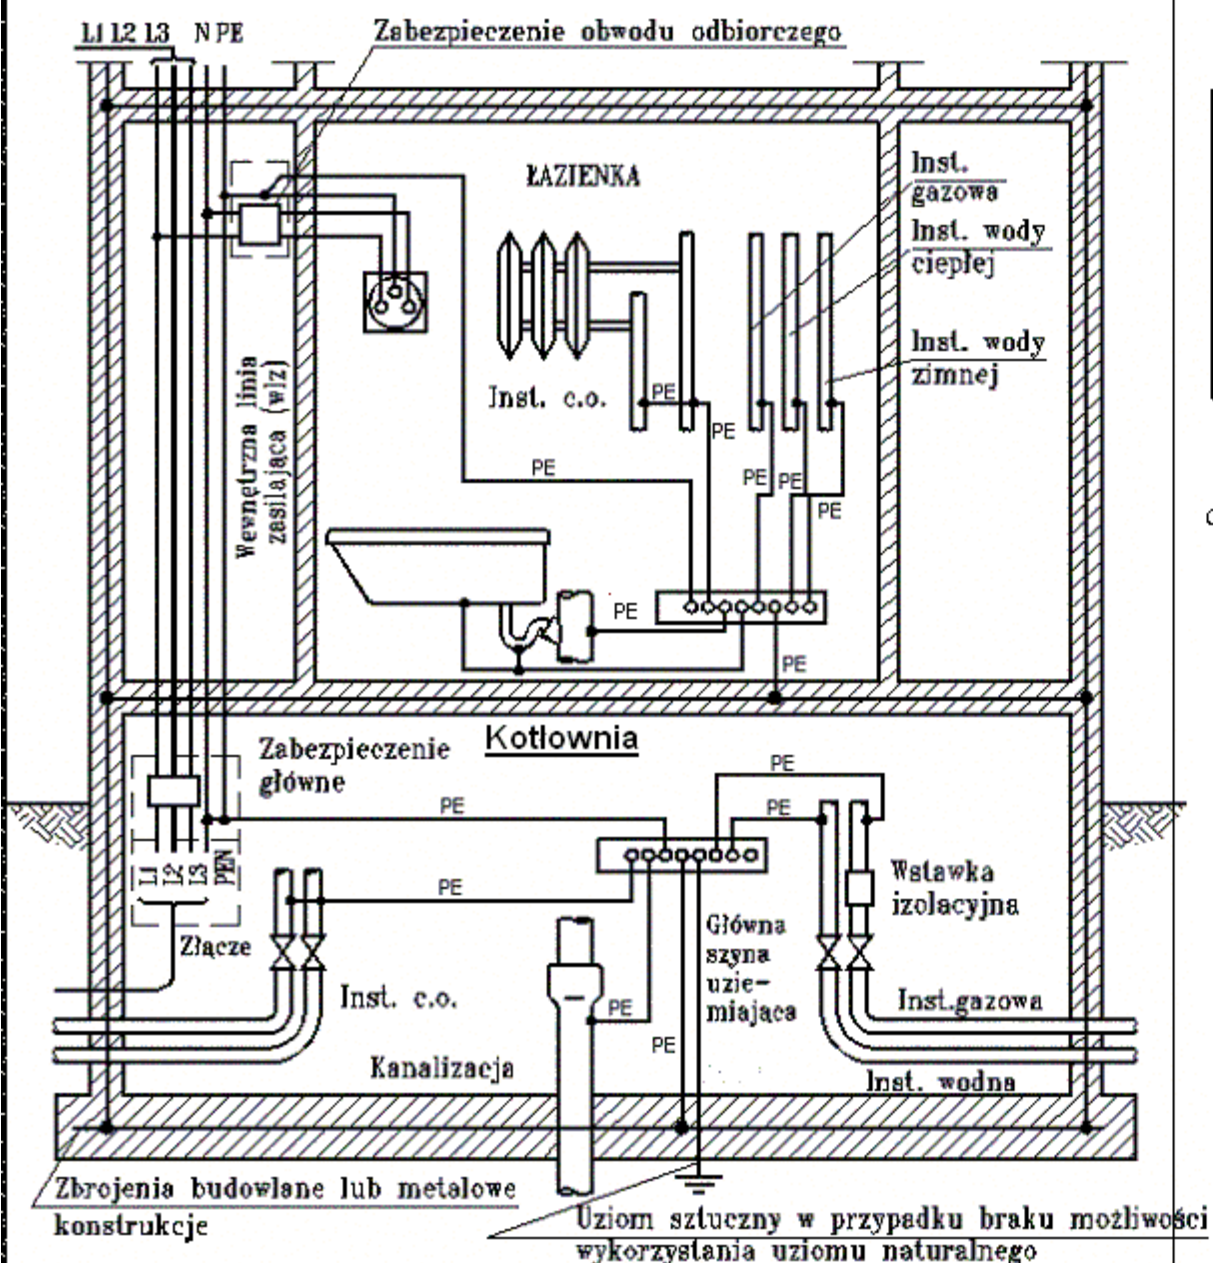 L1 L2 L3 N PE
Zabezpieczenie obwodu odbiorczego
ŁAZIENKA
Inst.
gazowa
Inst. wody
ciepłej
Inst. wody
zimnej
Wewnętrzna linia
zasilająca (wlz)
Inst. c.o.
PE
PE
PE
PE
PE
PE
PE
PE
Kotłownia
Zabezpieczenie
główne
PE
PE
PE
L1 L2 L3 PEN
PE
Wstawka
izolacyjna
Złącze
Główna
szyna
uzie-
miająca
Inst. c.o.
PE
PE
Inst.gazowa
Kanalizacja
Inst. wodna
Zbrojenia budowlane lub metalowe
konstrukcje
Uziom sztuczny w przypadku braku możliwości
wykorzystania uziomu naturalnego